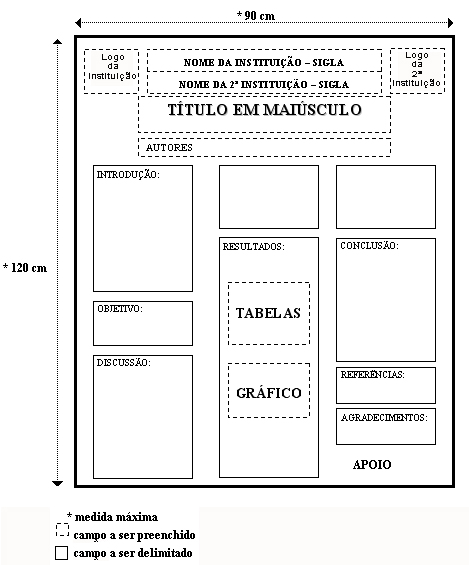 * 90 cm
Logo
da
Instituição
NOME DA INSTITUIÇÃO – SIGLA
NOME DA 2ª INSTITUIÇÃO – SIGLA
Logo
da
2ª
Instituição
TÍTULO EM MAIÚSCULO
AUTORES
INTRODUÇÃO:
* 120 cm
OBJETIVO:
DISCUSSÃO:
RESULTADOS:
TABELAS
GRÁFICO
CONCLUSÃO:
REFERÊNCIAS:
AGRADECIMENTOS:
APOIO
* medida máxima
campo a ser preenchido
campo a ser delimitado